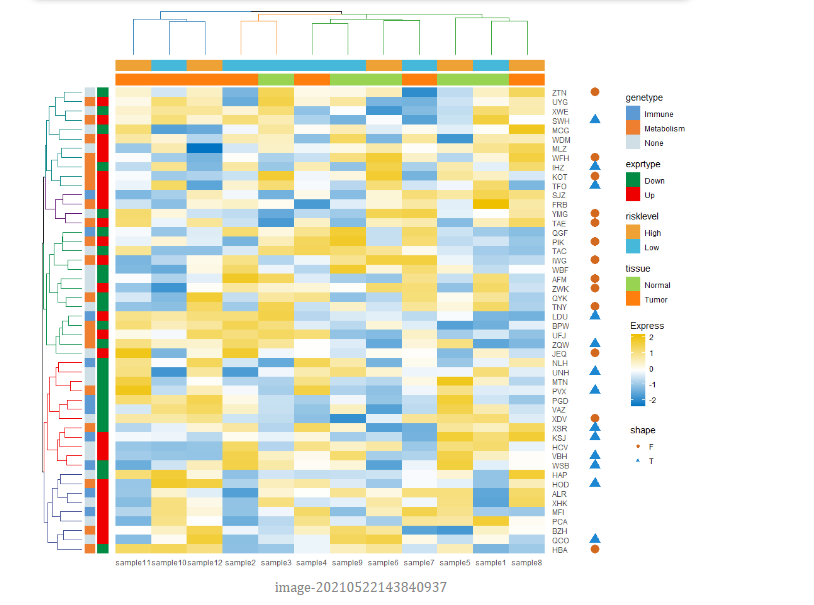 ZTN
UYG
XWE
SWH
MCG
WDM
MLZ
WFH
IHZ
KOT
TFO
SJZ
FRB
YMG
TAE
QGF
PIK
TAC
IWG
WBF
AFM
ZWK
QYK
TNY
LDU
BPW
UFJ
ZQW
JEQ
NLH
UNH
MTN
PVX
PGD
VAZ
XDV
XSR
KSJ
HCV
VBH
WSB
HAP
HOD
ALR
XHK
MFI
PCA
BZH
QCO
HBA
sample11 sample10 sample12 sample2 sample3 sample4 sample9 sample6 sample7 sample5 sample1 sample8
genetype
Immune
Metabolism
None
exprtype
Down
Up
risklevel
High
Low
tissue
Normal
Tumor
Express
2
1
0
-1
-2
shape
F
T
image-20210522143840937